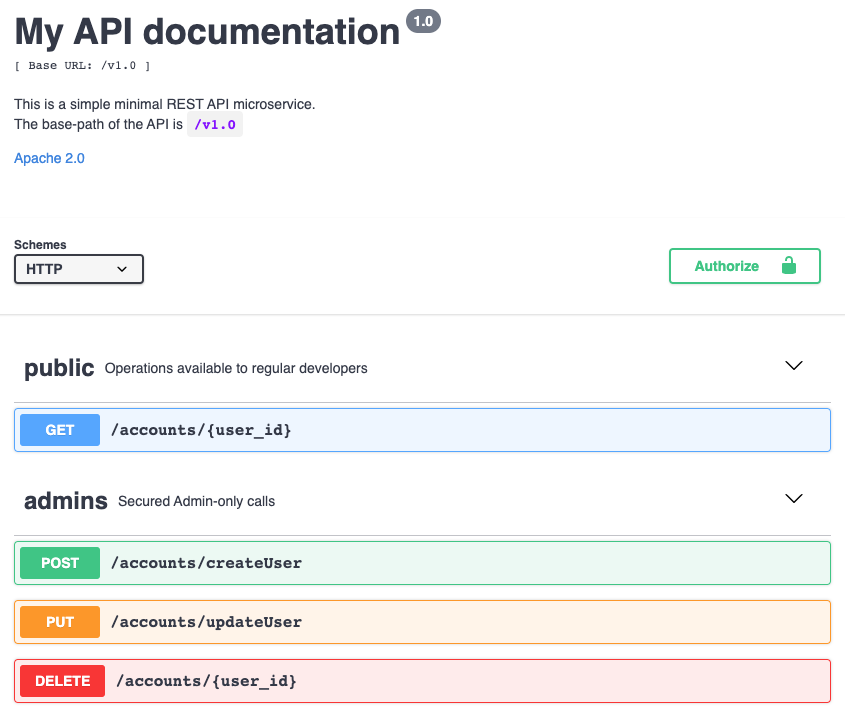 My API documentation 1.0
[ Base URL: /v1.0 ]
This is a simple minimal REST API microservice.
The base-path of the API is /v1.0
Apache 2.0
Schemes
HTTP
Authorize
public Operations available to regular developers
GET /accounts/{user_id}
admins Secured Admin-only calls
POST /accounts/createUser
PUT /accounts/updateUser
DELETE /accounts/{user_id}